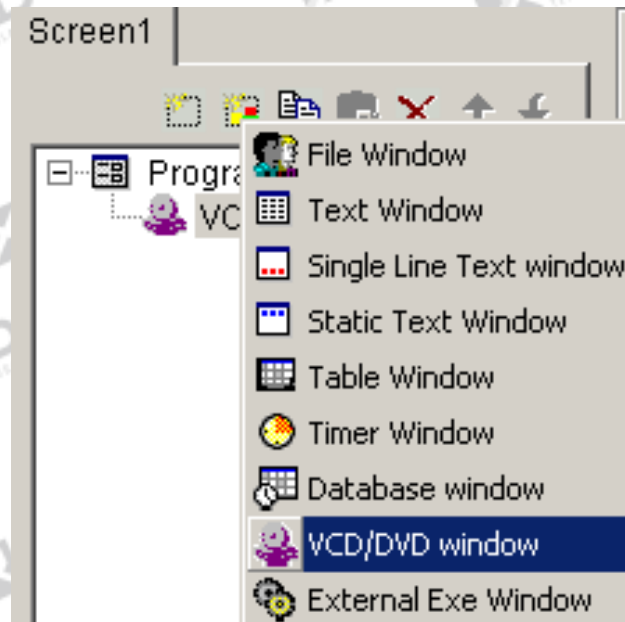 Screen1
Progra
VC
File Window
Text Window
Single Line Text window
Static Text Window
Table Window
Timer Window
Database window
VCD/DVD window
External Exe Window